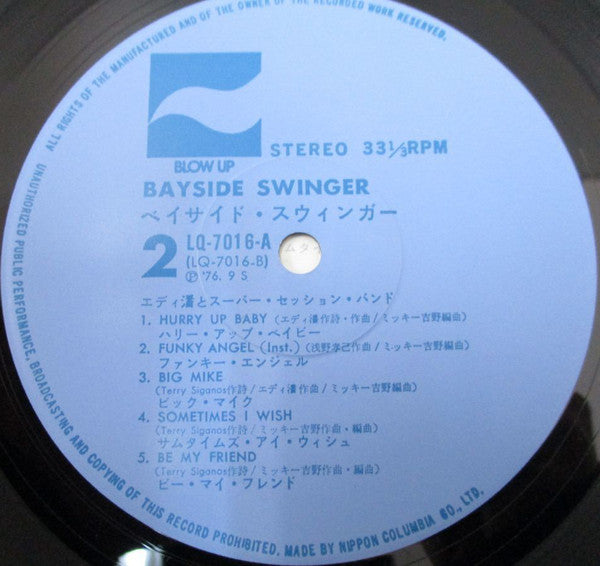 ALL RIGHTS OF THE MANUFACTURED AND OF THE OWNER OF THE RECORDED WORK RESERVED.
BLOW UP
STEREO 33⅓RPM
BAYSIDE SWINGER
ベイサイド・スウィンガー
2
LQ-7016-A
(LQ-7016-B)
Ⓟ '76. 9 S
エディ潘とスーパー・セッション・バンド
1. HURRY UP BABY (エディ潘作詩・作曲/ミッキー吉野編曲)
ハリー・アップ・ベイビー
2. FUNKY ANGEL (Inst.) (浅野孝已作曲/ミッキー吉野編曲)
ファンキー・エンジェル
3. BIG MIKE
(Terry Siganos作詩/エディ潘作曲/ミッキー吉野編曲)
ビック・マイク
4. SOMETIMES I WISH
(Terry Siganos作詩/ミッキー吉野作曲・編曲)
サムタイムズ・アイ・ウィシュ
5. BE MY FRIEND
(Terry Siganos作詩/ミッキー吉野作曲・編曲)
ビー・マイ・フレンド
UNAUTHORIZED PUBLIC PERFORMANCE, BROADCASTING AND COPYING OF THIS RECORD PROHIBITED. MADE BY NIPPON COLUMBIA CO., LTD.